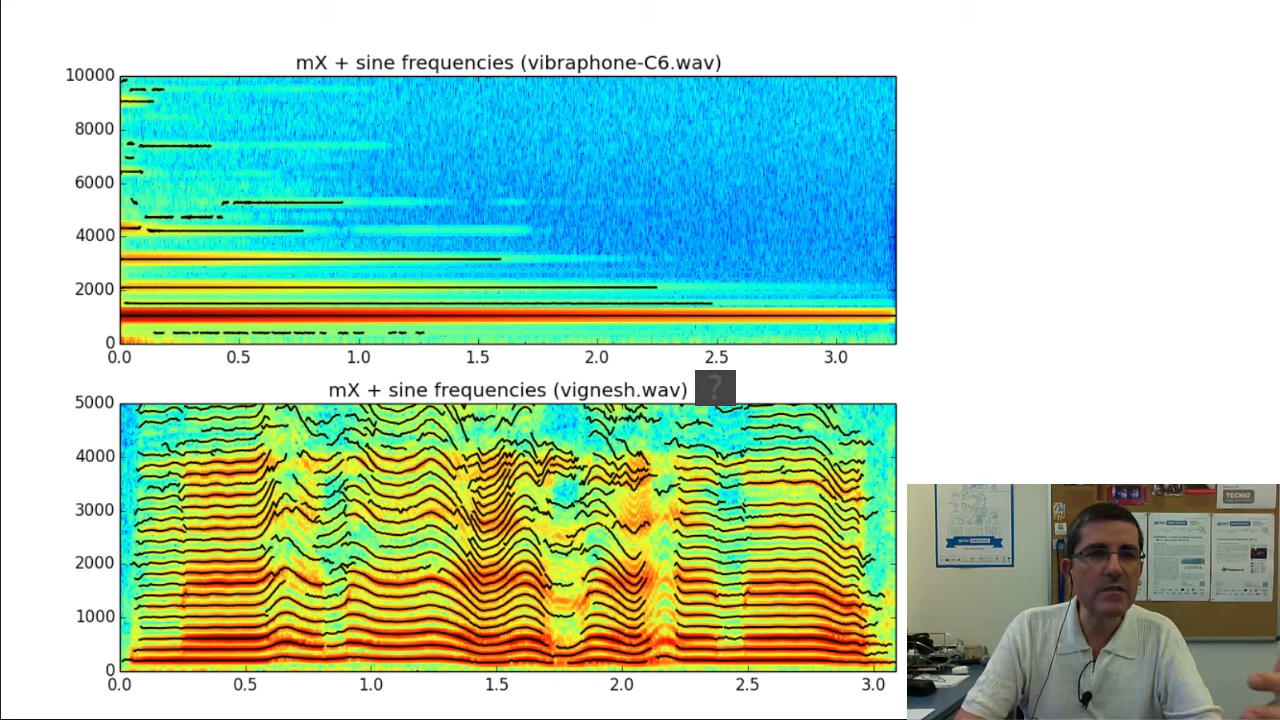 mX + sine frequencies (vibraphone-C6.wav)
10000
8000
6000
4000
2000
0
0.0 0.5 1.0 1.5 2.0 2.5 3.0
mX + sine frequencies (vignesh.wav) ?
5000
4000
3000
2000
1000
0
0.0 0.5 1.0 1.5 2.0 2.5 3.0
TECNIO